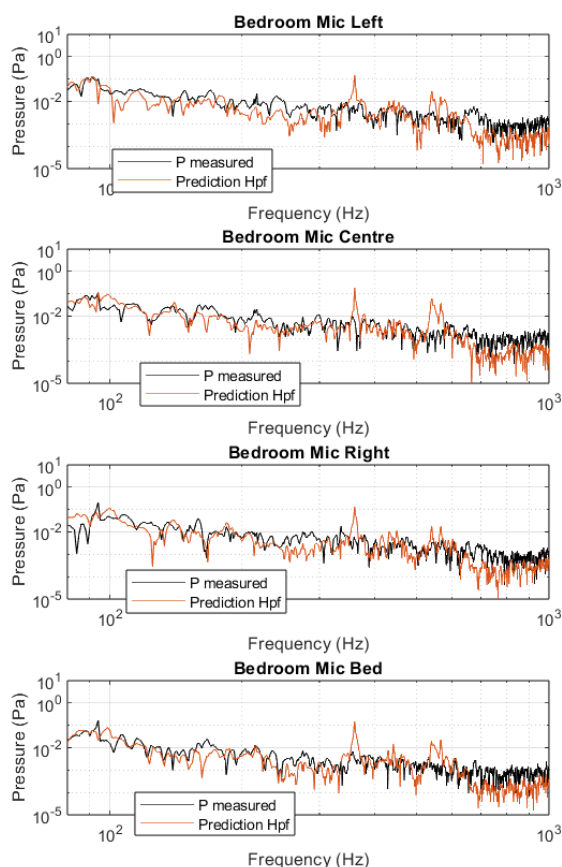 Bedroom Mic Left
10^1
10^0
10^-2
10^-5
Pressure (Pa)
10^3
P measured
Prediction Hpf
Frequency (Hz)
Bedroom Mic Centre
10^1
10^0
10^-2
10^-5
Pressure (Pa)
10^2
10^3
P measured
Prediction Hpf
Frequency (Hz)
Bedroom Mic Right
10^1
10^0
10^-2
10^-5
Pressure (Pa)
10^2
10^3
P measured
Prediction Hpf
Frequency (Hz)
Bedroom Mic Bed
10^1
10^0
10^-2
10^-5
Pressure (Pa)
10^2
10^3
P measured
Prediction Hpf
Frequency (Hz)